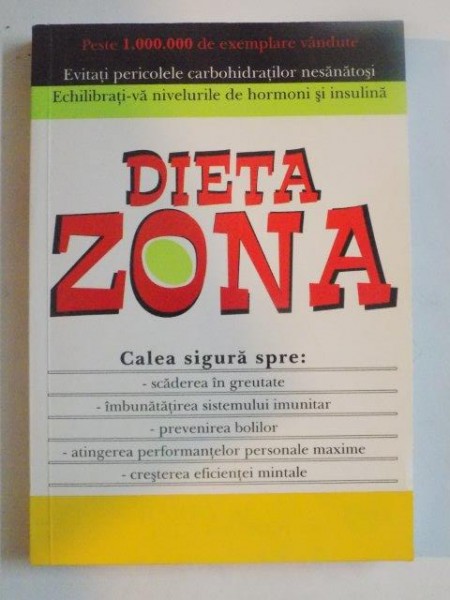 Peste 1.000.000 de exemplare vândute
Evitați pericolele carbohidraților nesănătoși
Echilibrați-vă nivelurile de hormoni și insulină
DIETA
ZONA
Calea sigură spre:
- scăderea în greutate
- îmbunătățirea sistemului imunitar
- prevenirea bolilor
- atingerea performanțelor personale maxime
- creșterea eficienței mintale